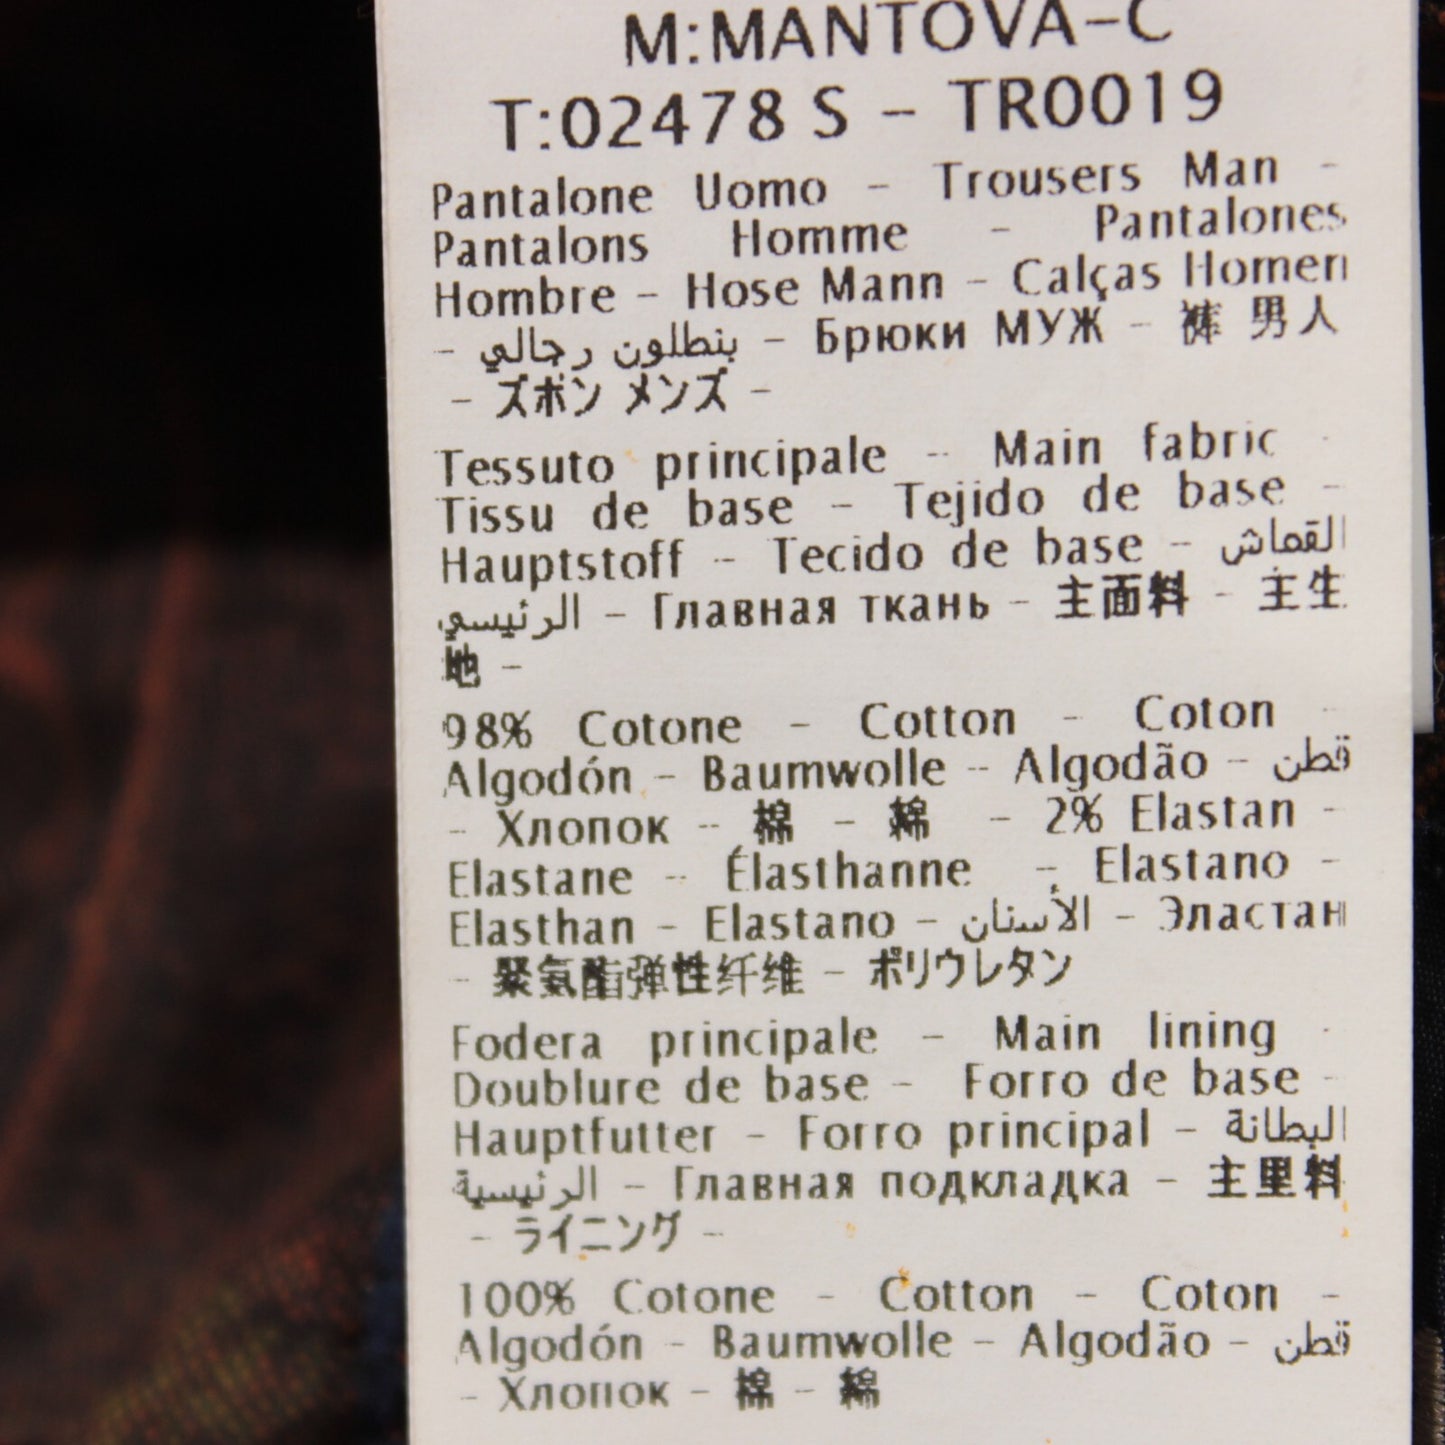 M:MANTOVA-C
T:02478 S - TR0019
Pantalone Uomo - Trousers Man -
Pantalons Homme - Pantalones
Hombre - Hose Mann - Calças Homen
- بنطلون رجالي - Брюки МУЖ - 裤 男人
- ズボン メンズ -
Tessuto principale - Main fabric -
Tissu de base - Tejido de base -
Hauptstoff - Tecido de base - القماش
الرئيسي - Главная ткань - 主面料 - 主生
地 -
98% Cotone - Cotton - Coton -
Algodón - Baumwolle - Algodão - قطن
- Хлопок - 棉 - 綿 - 2% Elastan -
Elastane - Élasthanne - Elastano -
Elasthan - Elastano - الأسنان - Эластан
- 聚氨酯弹性纤维 - ポリウレタン
Fodera principale - Main lining -
Doublure de base - Forro de base -
Hauptfutter - Forro principal - البطانة
الرئيسية - Главная подкладка - 主里料
- ライニング -
100% Cotone - Cotton - Coton -
Algodón - Baumwolle - Algodão - قطن
- Хлопок - 棉 - 綿